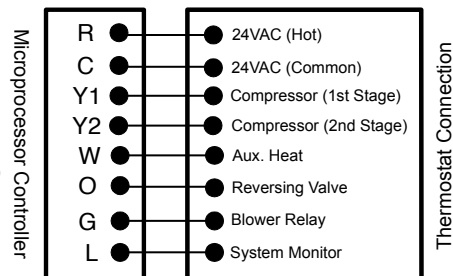 Microprocessor Controller
R 24VAC (Hot)
C 24VAC (Common)
Y1 Compressor (1st Stage)
Y2 Compressor (2nd Stage)
W Aux. Heat
O Reversing Valve
G Blower Relay
L System Monitor
Thermostat Connection